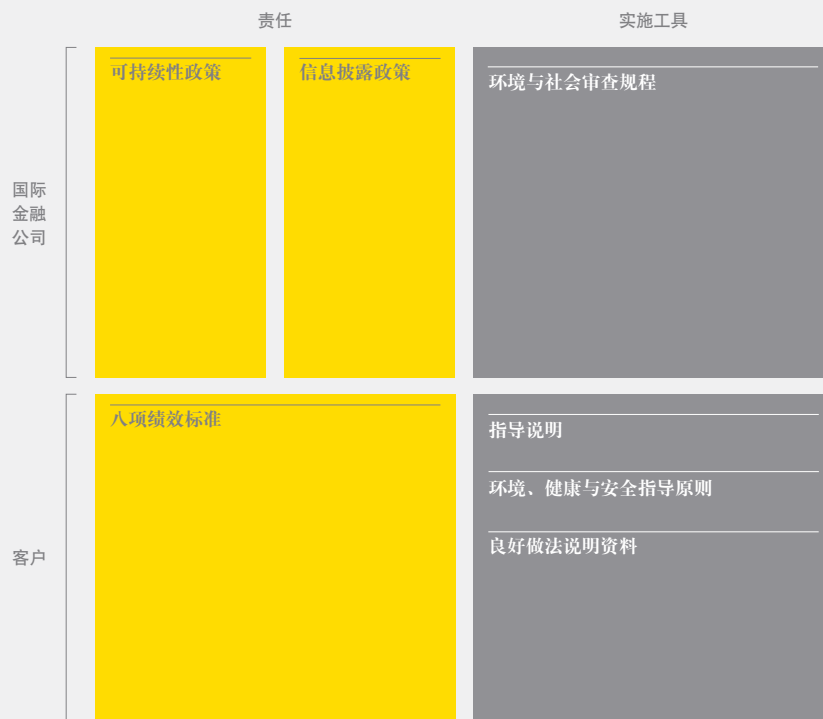 责任
实施工具
可持续性政策
信息披露政策
环境与社会审查规程
国际
金融
公司
八项绩效标准
指导说明
环境、健康与安全指导原则
良好做法说明资料
客户